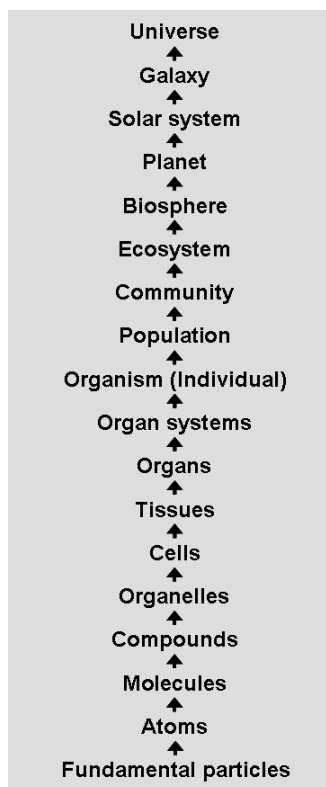 Universe
Galaxy
Solar system
Planet
Biosphere
Ecosystem
Community
Population
Organism (Individual)
Organ systems
Organs
Tissues
Cells
Organelles
Compounds
Molecules
Atoms
Fundamental particles